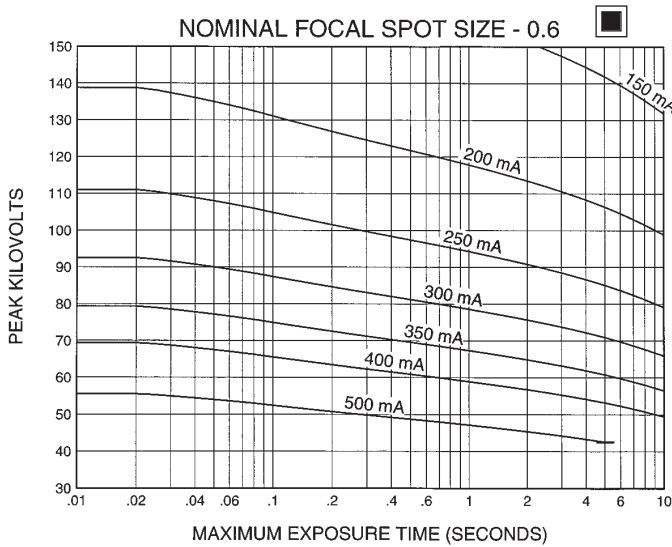 NOMINAL FOCAL SPOT SIZE - 0.6
150
140
130
120
110
100
90
80
70
60
50
40
30
PEAK KILOVOLTS
150 mA
200 mA
250 mA
300 mA
350 mA
400 mA
500 mA
.01 .02 .04 .06 .1 .2 .4 .6 1 2 4 6 10
MAXIMUM EXPOSURE TIME (SECONDS)